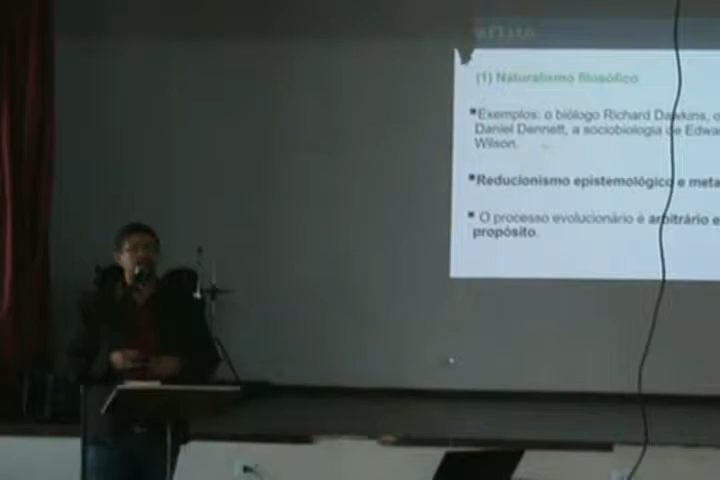 (1) Naturalismo filosófico
Exemplos: o biólogo Richard Dawkins, o
Daniel Dennett, a sociobiologia de Edwa
Wilson.
Reducionismo epistemológico e meta
O processo evolucionário é arbitrário e
propósito.